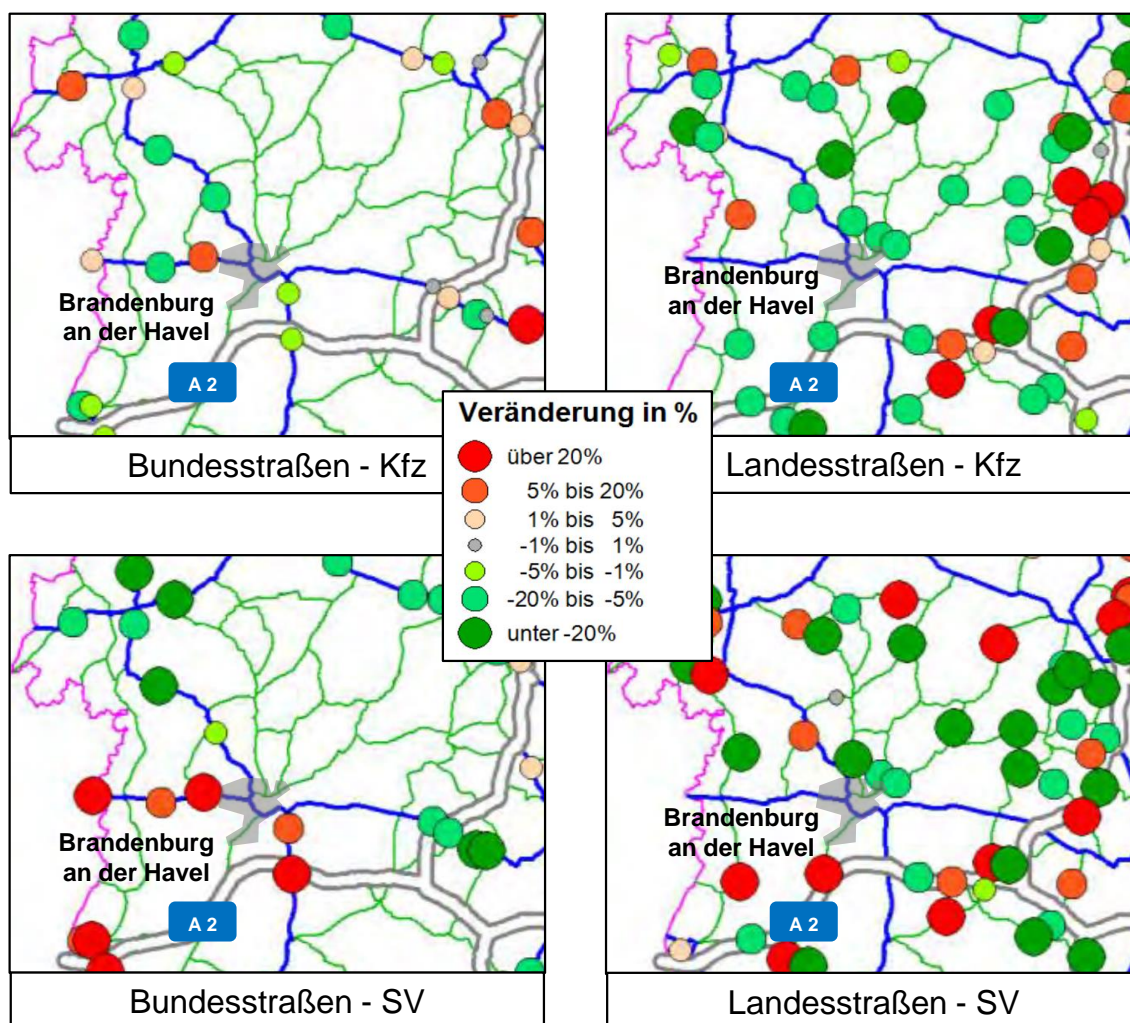 Brandenburg
an der Havel
A 2
Bundesstraßen - Kfz
Brandenburg
an der Havel
A 2
Landesstraßen - Kfz
Veränderung in %
über 20%
5% bis 20%
1% bis 5%
-1% bis 1%
-5% bis -1%
-20% bis -5%
unter -20%
Brandenburg
an der Havel
A 2
Bundesstraßen - SV
Brandenburg
an der Havel
A 2
Landesstraßen - SV